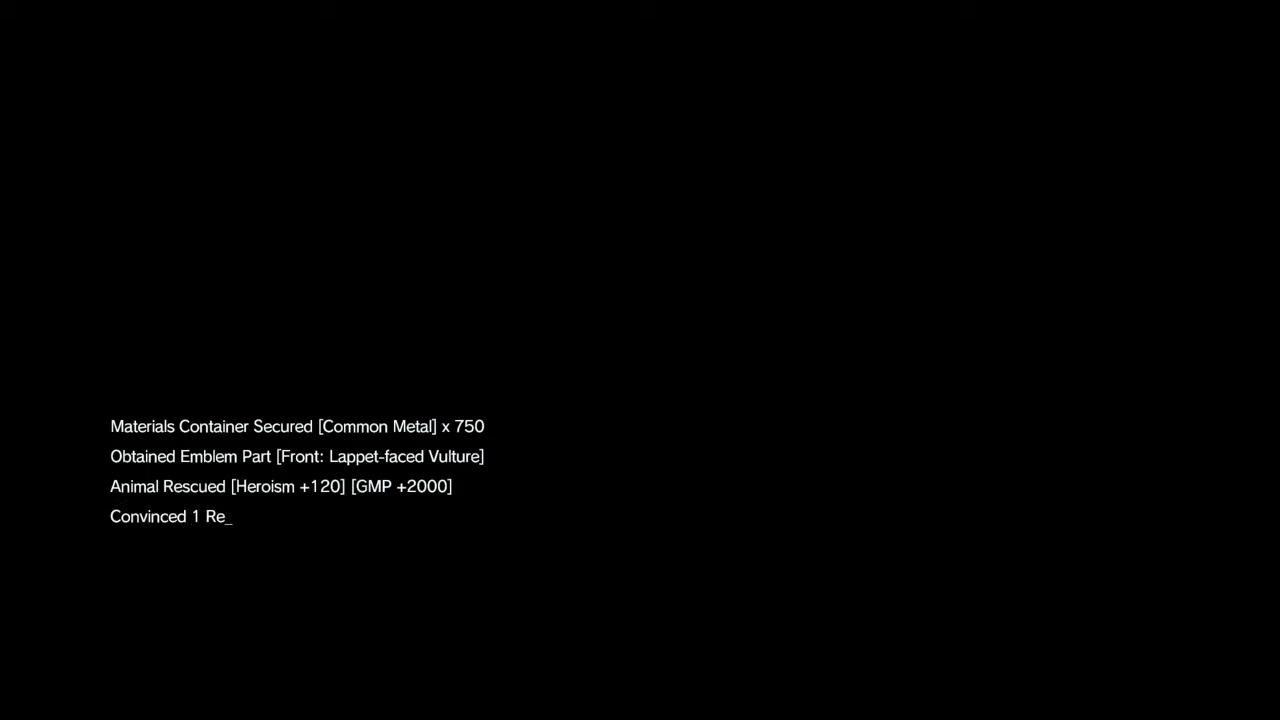 Materials Container Secured [Common Metal] x 750
Obtained Emblem Part [Front: Lappet-faced Vulture]
Animal Rescued [Heroism +120] [GMP +2000]
Convinced 1 Re_